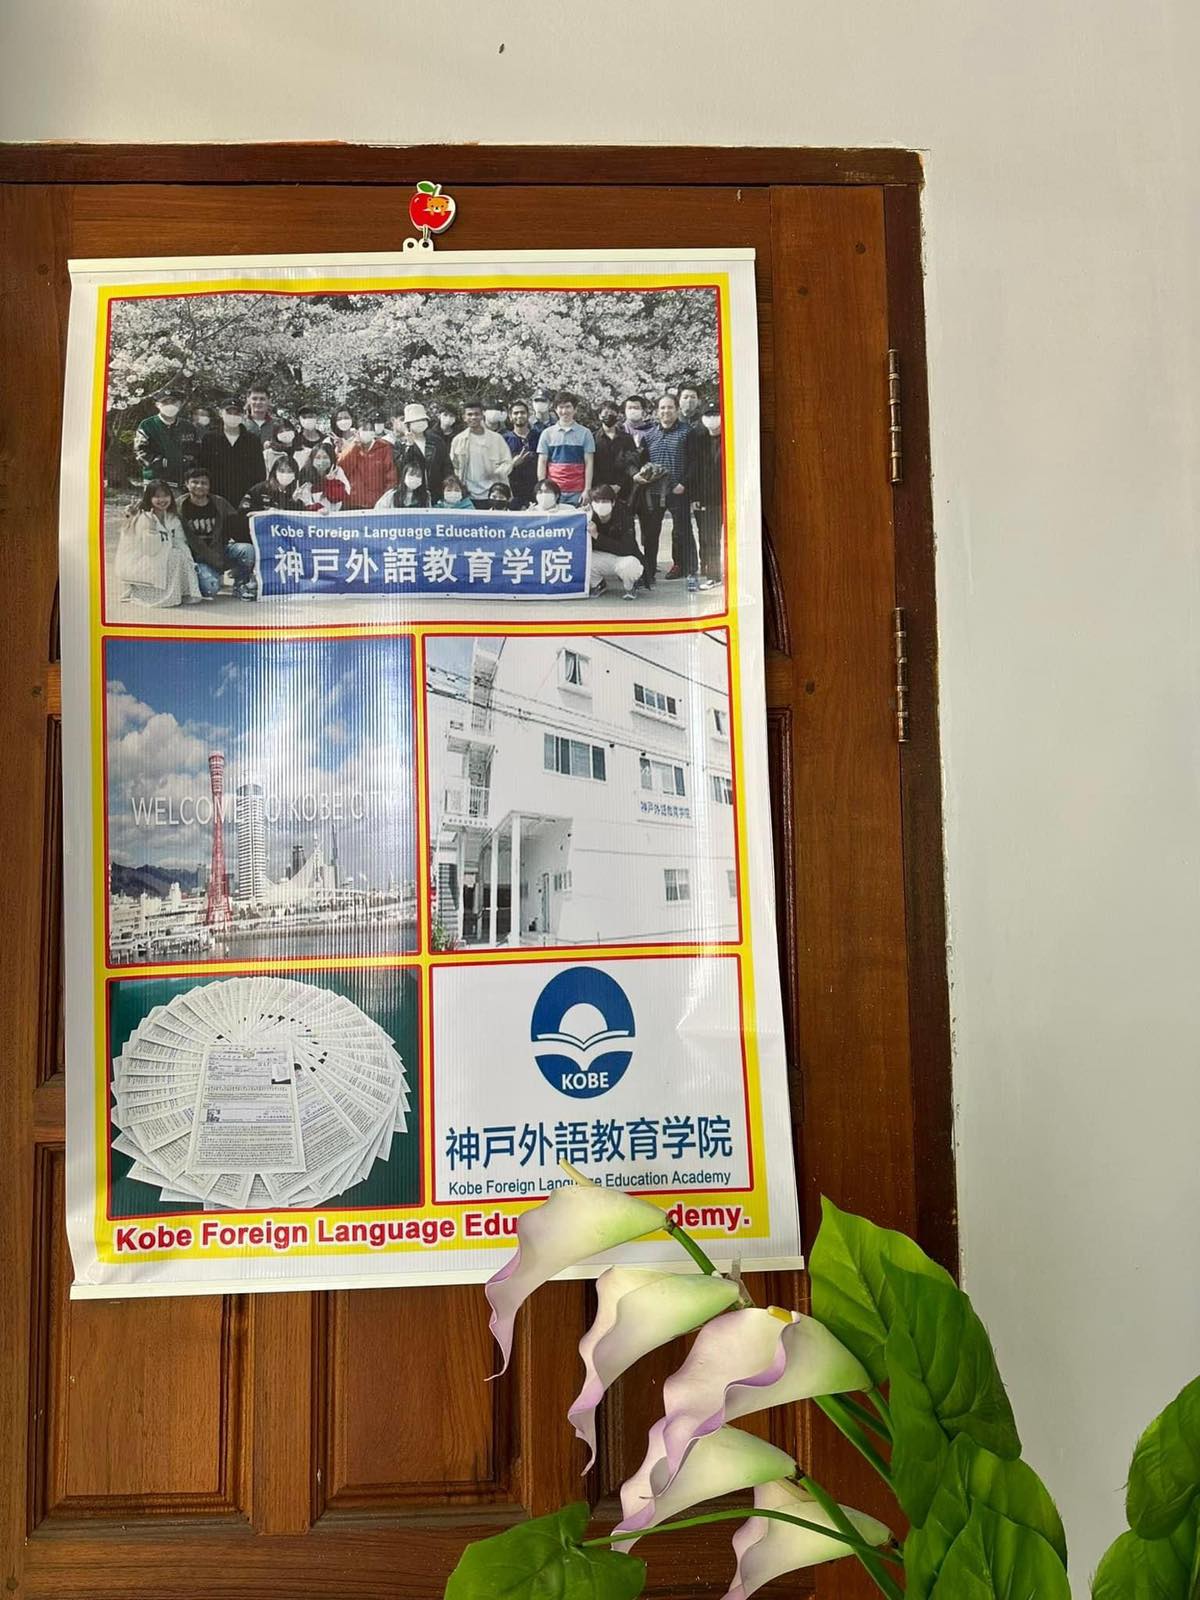 Kobe Foreign Language Education Academy
神戸外語教育学院
WELCOME TO KOBE CIT
神戸外語教育学院
KOBE
神戸外語教育学院
Kobe Foreign Language Education Academy
Kobe Foreign Language Edu demy.